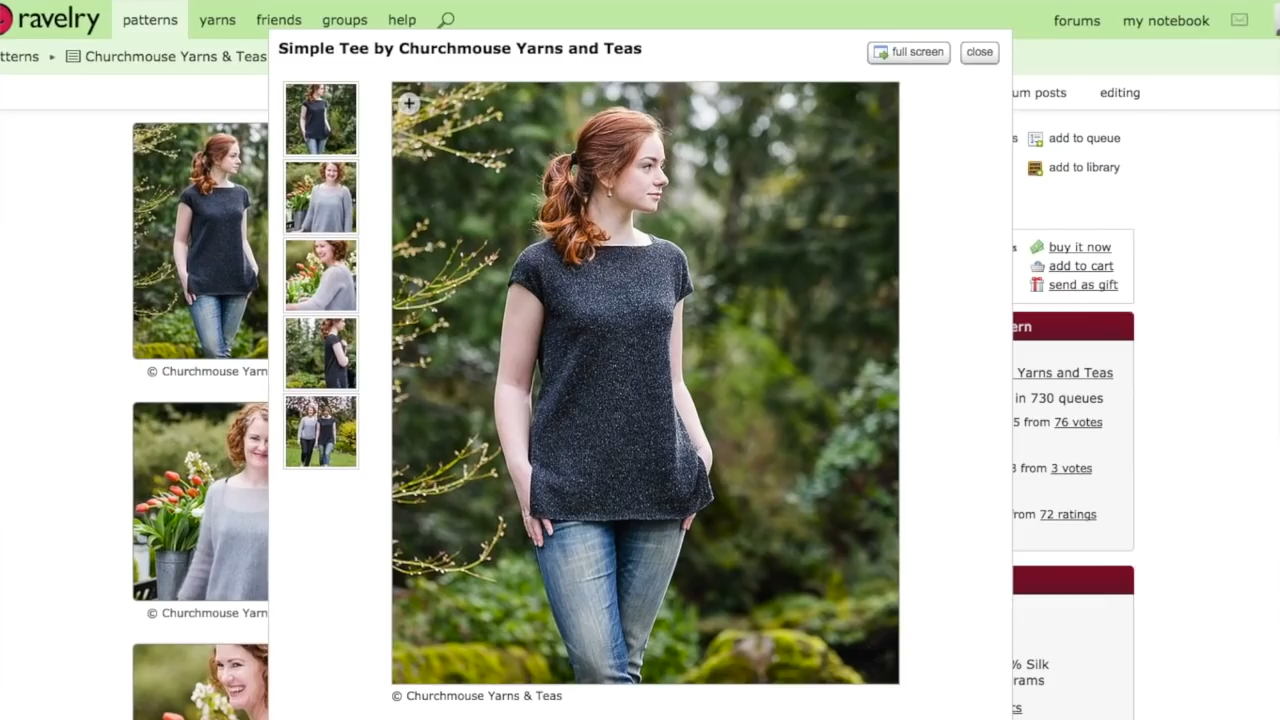 ravelry
patterns
yarns
friends
groups
help
forums
my notebook
tterns ▸ Churchmouse Yarns & Teas
Simple Tee by Churchmouse Yarns and Teas
full screen
close
um posts
editing
add to queue
add to library
buy it now
add to cart
send as gift
ern
Yarns and Teas
in 730 queues
5 from 76 votes
3 from 3 votes
rom 72 ratings
% Silk
rams
ts
© Churchmouse Yarn
© Churchmouse Yarn
© Churchmouse Yarns & Teas